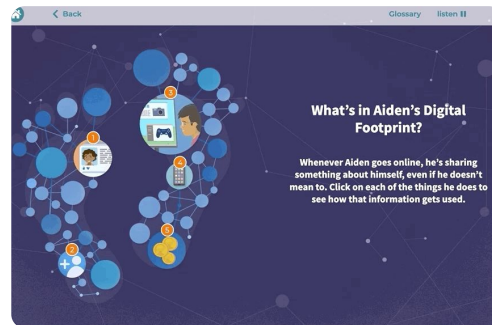 Back
Glossary
listen
What's in Aiden's Digital
Footprint?
Whenever Aiden goes online, he's sharing
something about himself, even if he doesn't
mean to. Click on each of the things he does to
see how that information gets used.
1
2
3
4
5